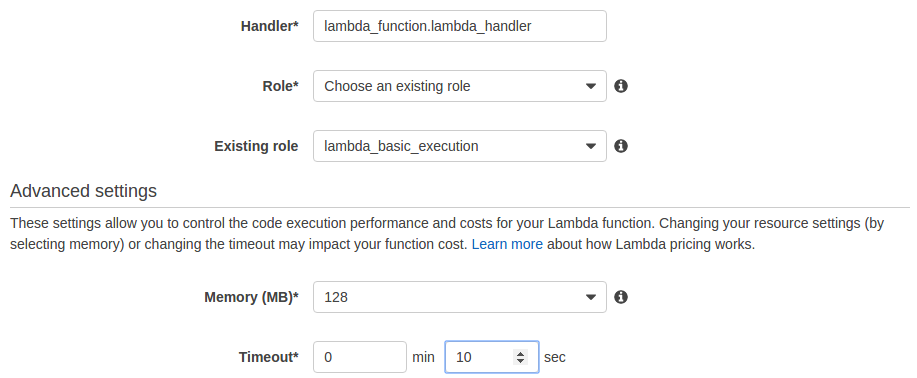 Handler* lambda_function.lambda_handler
Role* Choose an existing role
Existing role lambda_basic_execution
Advanced settings
These settings allow you to control the code execution performance and costs for your Lambda function. Changing your resource settings (by
selecting memory) or changing the timeout may impact your function cost. Learn more about how Lambda pricing works.
Memory (MB)* 128
Timeout* 0 min 10 sec